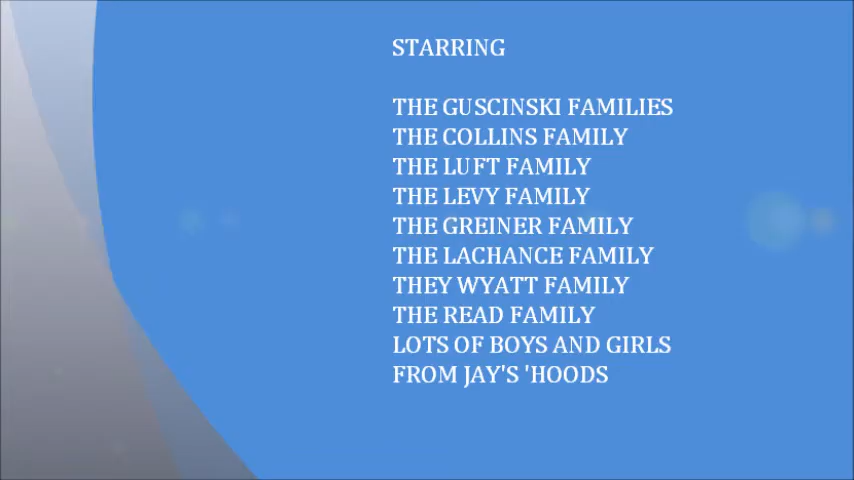 STARRING
THE GUSCINSKI FAMILIES
THE COLLINS FAMILY
THE LUFT FAMILY
THE LEVY FAMILY
THE GREINER FAMILY
THE LACHANCE FAMILY
THEY WYATT FAMILY
THE READ FAMILY
LOTS OF BOYS AND GIRLS
FROM JAY'S 'HOODS